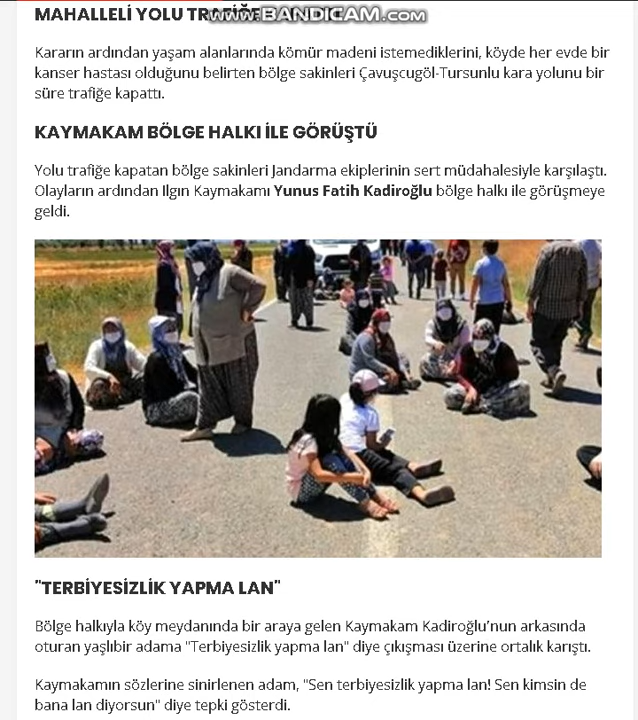 MAHALLELİ YOLU TRAFİĞE
www.BANDICAM.com
Kararın ardından yaşam alanlarında kömür madeni istemediklerini, köyde her evde bir
kanser hastası olduğunu belirten bölge sakinleri Çavuşcugöl-Tursunlu kara yolunu bir
süre trafiğe kapattı.
KAYMAKAM BÖLGE HALKI İLE GÖRÜŞTÜ
Yolu trafiğe kapatan bölge sakinleri Jandarma ekiplerinin sert müdahalesiyle karşılaştı.
Olayların ardından Ilgın Kaymakamı Yunus Fatih Kadiroğlu bölge halkı ile görüşmeye
geldi.
"TERBİYESİZLİK YAPMA LAN"
Bölge halkıyla köy meydanında bir araya gelen Kaymakam Kadiroğlu’nun arkasında
oturan yaşlıbir adama "Terbiyesizlik yapma lan" diye çıkışması üzerine ortalık karıştı.
Kaymakamın sözlerine sinirlenen adam, "Sen terbiyesizlik yapma lan! Sen kimsin de
bana lan diyorsun" diye tepki gösterdi.